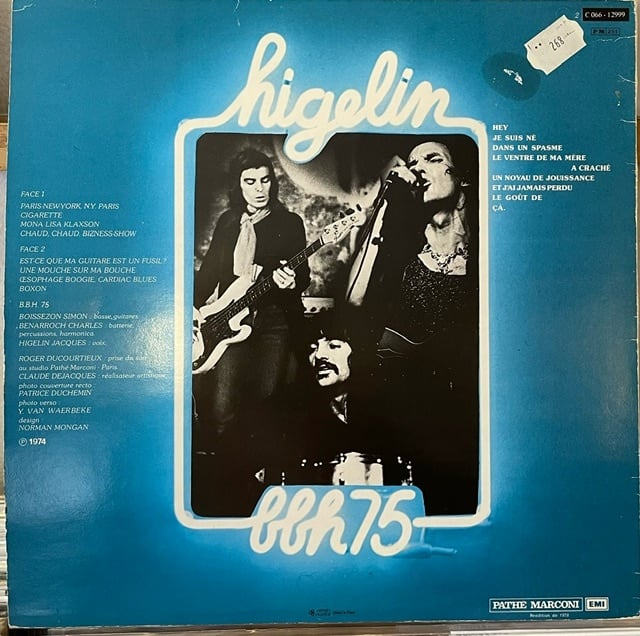 2 C 066 - 12999
PM 251
268
higelin
HEY
JE SUIS NÉ
DANS UN SPASME
LE VENTRE DE MA MÈRE
A CRACHÉ
UN NOYAU DE JOUISSANCE
ET J'AI JAMAIS PERDU
LE GOÛT DE
ÇA.
FACE 1
PARIS-NEW-YORK, N.Y. PARIS
CIGARETTE
MONA LISA KLAXSON
CHAUD, CHAUD, BIZNESS-SHOW
FACE 2
EST-CE QUE MA GUITARE EST UN FUSIL?
UNE MOUCHE SUR MA BOUCHE
ŒSOPHAGE BOOGIE, CARDIAC BLUES
BOXON
B.B.H. 75
BOISSEZON SIMON : basse, guitares
BENARROCH CHARLES : batterie,
percussions, harmonica.
HIGELIN JACQUES : voix.
ROGER DUCOURTIEUX : prise du son
au studio Pathé Marconi - Paris
CLAUDE DEJACQUES : réalisateur artistique
photo couverture recto
PATRICE DUCHEMIN
photo verso :
Y. VAN WAERBEKE
design
NORMAN MONGAN
℗ 1974
bbh 75
PATHE MARCONI EMI